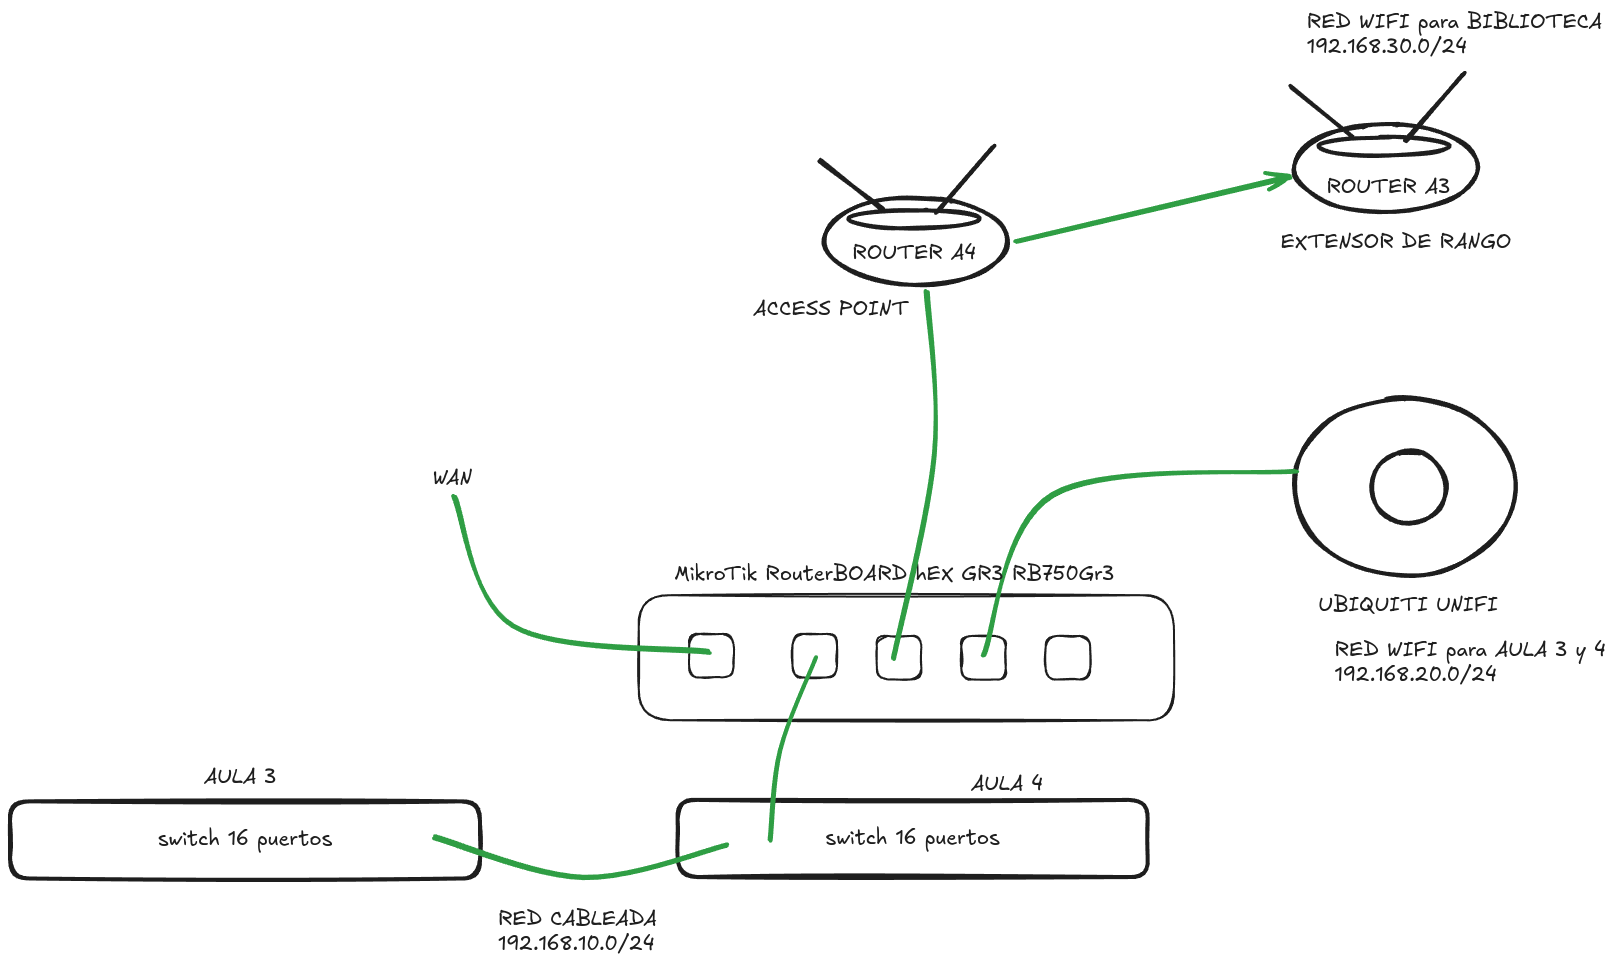 RED WIFI para BIBLIOTECA
192.168.30.0/24
ROUTER A3
EXTENSOR DE RANGO
ROUTER A4
ACCESS POINT
WAN
MikroTik RouterBOARD hEX GR3 RB750Gr3
UBIQUITI UNIFI
RED WIFI para AULA 3 y 4
192.168.20.0/24
AULA 3
switch 16 puertos
AULA 4
switch 16 puertos
RED CABLEADA
192.168.10.0/24